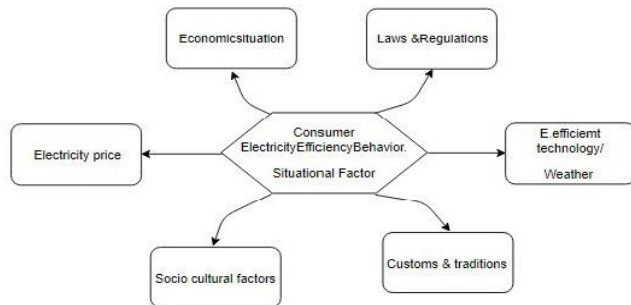 Economicsituation
Laws &Regulations
Consumer
ElectricityEfficiencyBehavior.
Situational Factor
Electricity price
E.efficiemt
technology/
Weather
Socio cultural factors
Customs & traditions